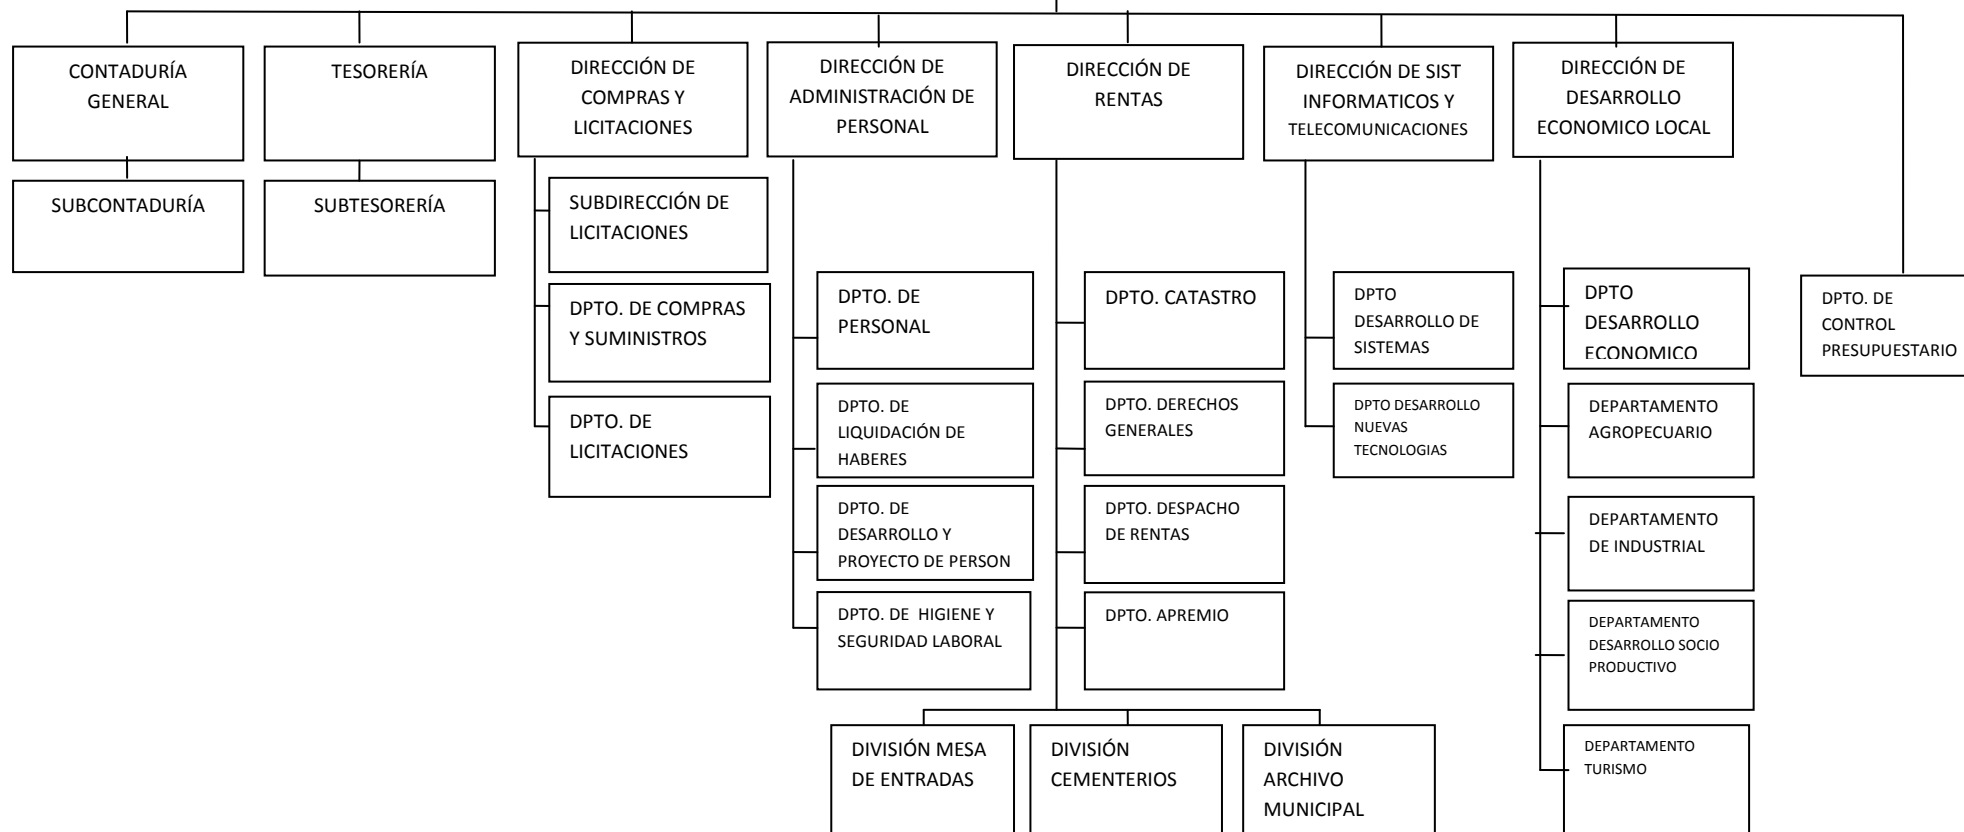 CONTADURÍA
GENERAL
TESORERÍA
DIRECCIÓN DE
COMPRAS Y
LICITACIONES
DIRECCIÓN DE
ADMINISTRACIÓN DE
PERSONAL
DIRECCIÓN DE
RENTAS
DIRECCIÓN DE SIST
INFORMATICOS Y
TELECOMUNICACIONES
DIRECCIÓN DE
DESARROLLO
ECONOMICO LOCAL
SUBCONTADURÍA
SUBTESORERÍA
SUBDIRECCIÓN DE
LICITACIONES
DPTO. DE COMPRAS
Y SUMINISTROS
DPTO. DE
LICITACIONES
DPTO. DE
PERSONAL
DPTO. DE
LIQUIDACIÓN DE
HABERES
DPTO. DE
DESARROLLO Y
PROYECTO DE PERSON
DPTO. DE HIGIENE Y
SEGURIDAD LABORAL
DPTO. CATASTRO
DPTO. DERECHOS
GENERALES
DPTO. DESPACHO
DE RENTAS
DPTO. APREMIO
DIVISIÓN MESA
DE ENTRADAS
DIVISIÓN
CEMENTERIOS
DIVISIÓN
ARCHIVO
MUNICIPAL
DPTO
DESARROLLO DE
SISTEMAS
DPTO DESARROLLO
NUEVAS
TECNOLOGIAS
DPTO
DESARROLLO
ECONOMICO
DEPARTAMENTO
AGROPECUARIO
DEPARTAMENTO
DE INDUSTRIAL
DEPARTAMENTO
DESARROLLO SOCIO
PRODUCTIVO
DEPARTAMENTO
TURISMO
DPTO. DE
CONTROL
PRESUPUESTARIO